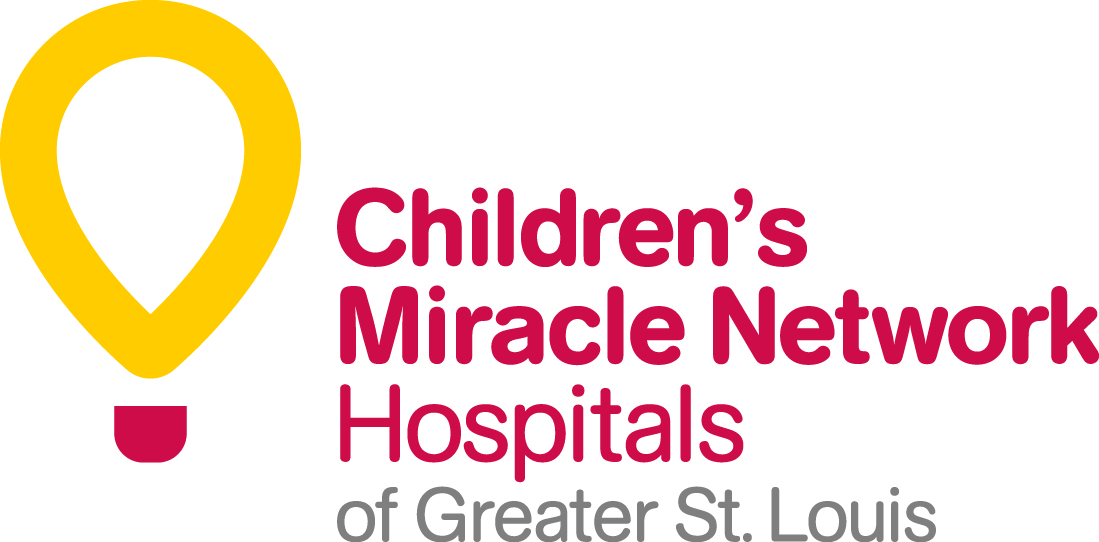 Children’s
Miracle Network
Hospitals
of Greater St. Louis